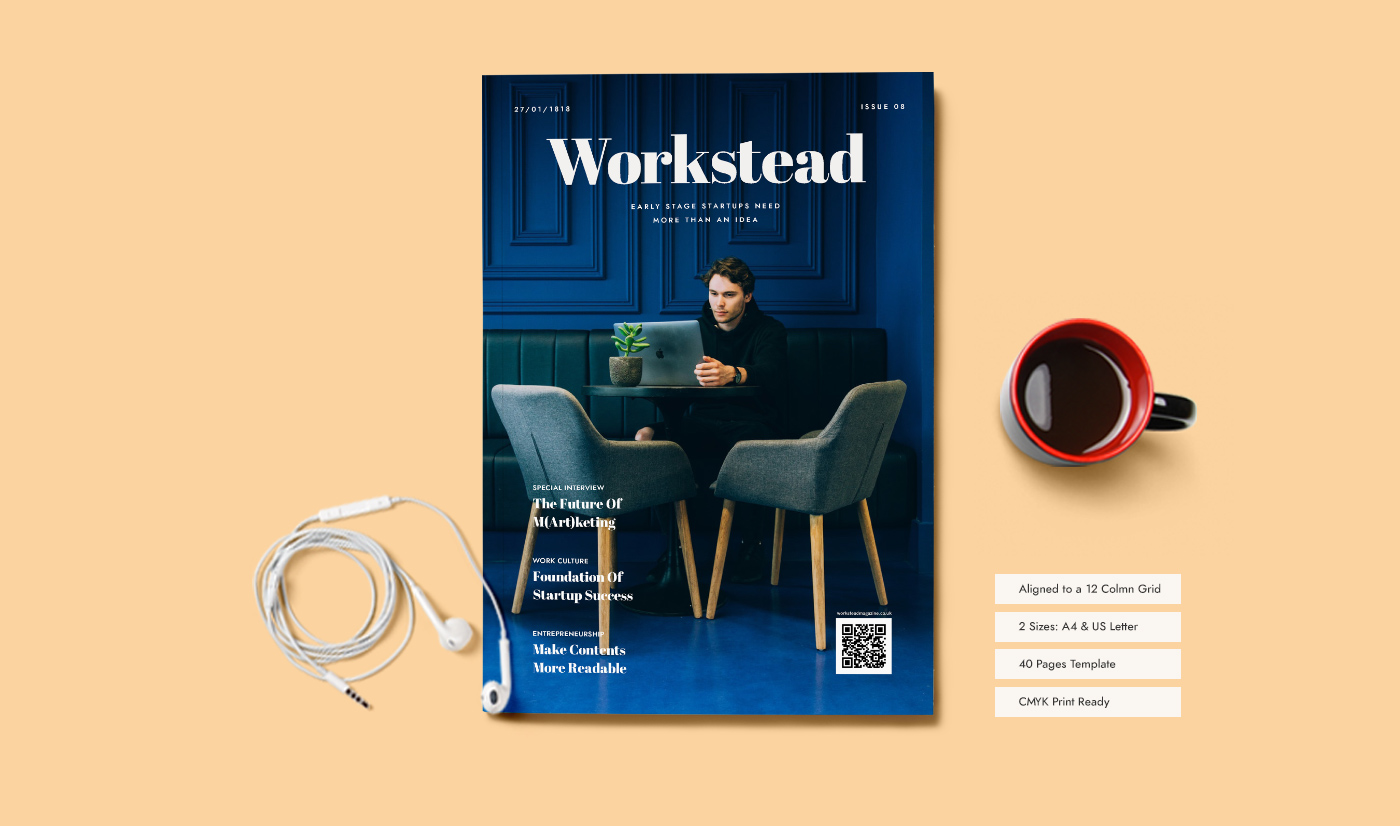 27/01/1818
ISSUE 08
Workstead
EARLY STAGE STARTUPS NEED
MORE THAN AN IDEA
SPECIAL INTERVIEW
The Future Of
M(Art)keting
WORK CULTURE
Foundation Of
Startup Success
ENTREPRENEURSHIP
Make Contents
More Readable
worksteadmagazine.co.uk
Aligned to a 12 Colmn Grid
2 Sizes: A4 & US Letter
40 Pages Template
CMYK Print Ready